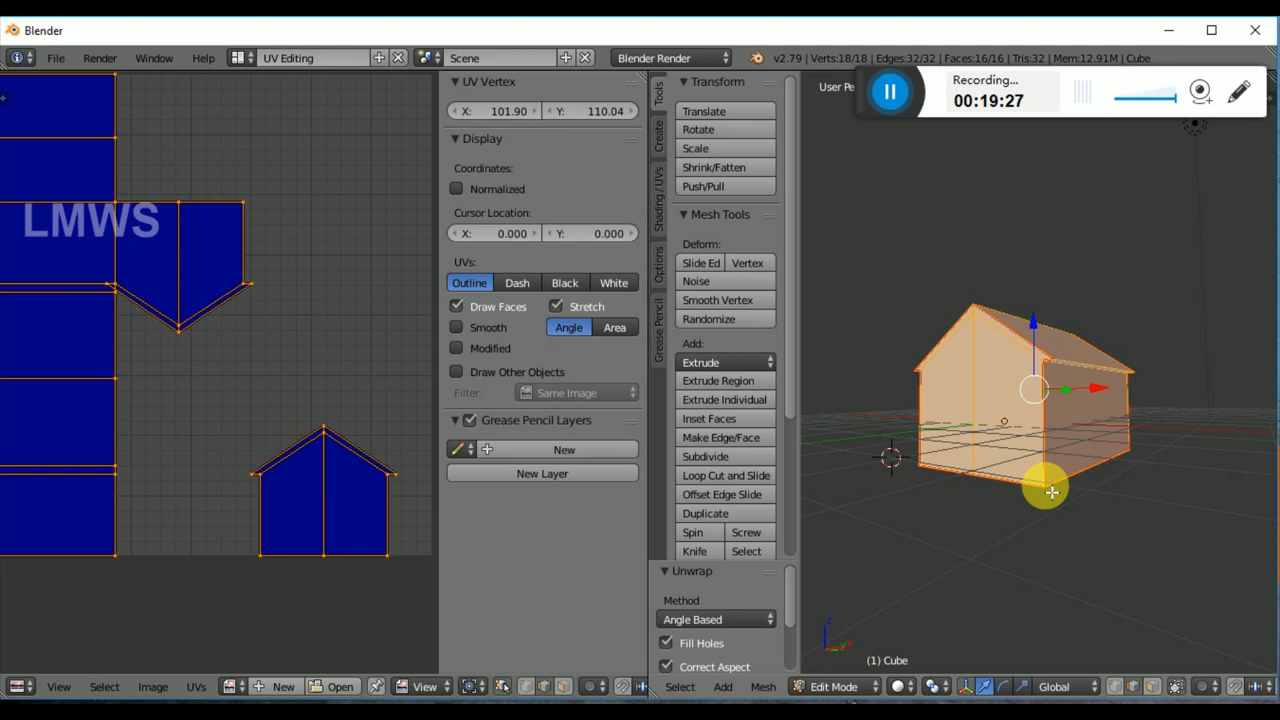 Blender
File Render Window Help UV Editing Scene Blender Render v2.79 | Verts:18/18 | Edges:32/32 | Faces:16/16 | Tris:32 | Mem:12.91M | Cube
UV Vertex
X: 101.90 Y: 110.04
Display
Coordinates:
Normalized
Cursor Location:
X: 0.000 Y: 0.000
UVs:
Outline Dash Black White
Draw Faces Stretch
Smooth Angle Area
Modified
Draw Other Objects
Filter: Same Image
Grease Pencil Layers
New
New Layer
LMWS
Tools
Create
Shading / UVs
Options
Grease Pencil
Transform
Translate
Rotate
Scale
Shrink/Fatten
Push/Pull
Mesh Tools
Deform:
Slide Ed Vertex
Noise
Smooth Vertex
Randomize
Add:
Extrude
Extrude Region
Extrude Individual
Inset Faces
Make Edge/Face
Subdivide
Loop Cut and Slide
Offset Edge Slide
Duplicate
Spin Screw
Knife Select
Unwrap
Method
Angle Based
Fill Holes
Correct Aspect
User Pe
Recording...
00:19:27
z
y
(1) Cube
View Select Image UVs New Open View
Select Add Mesh Edit Mode Global